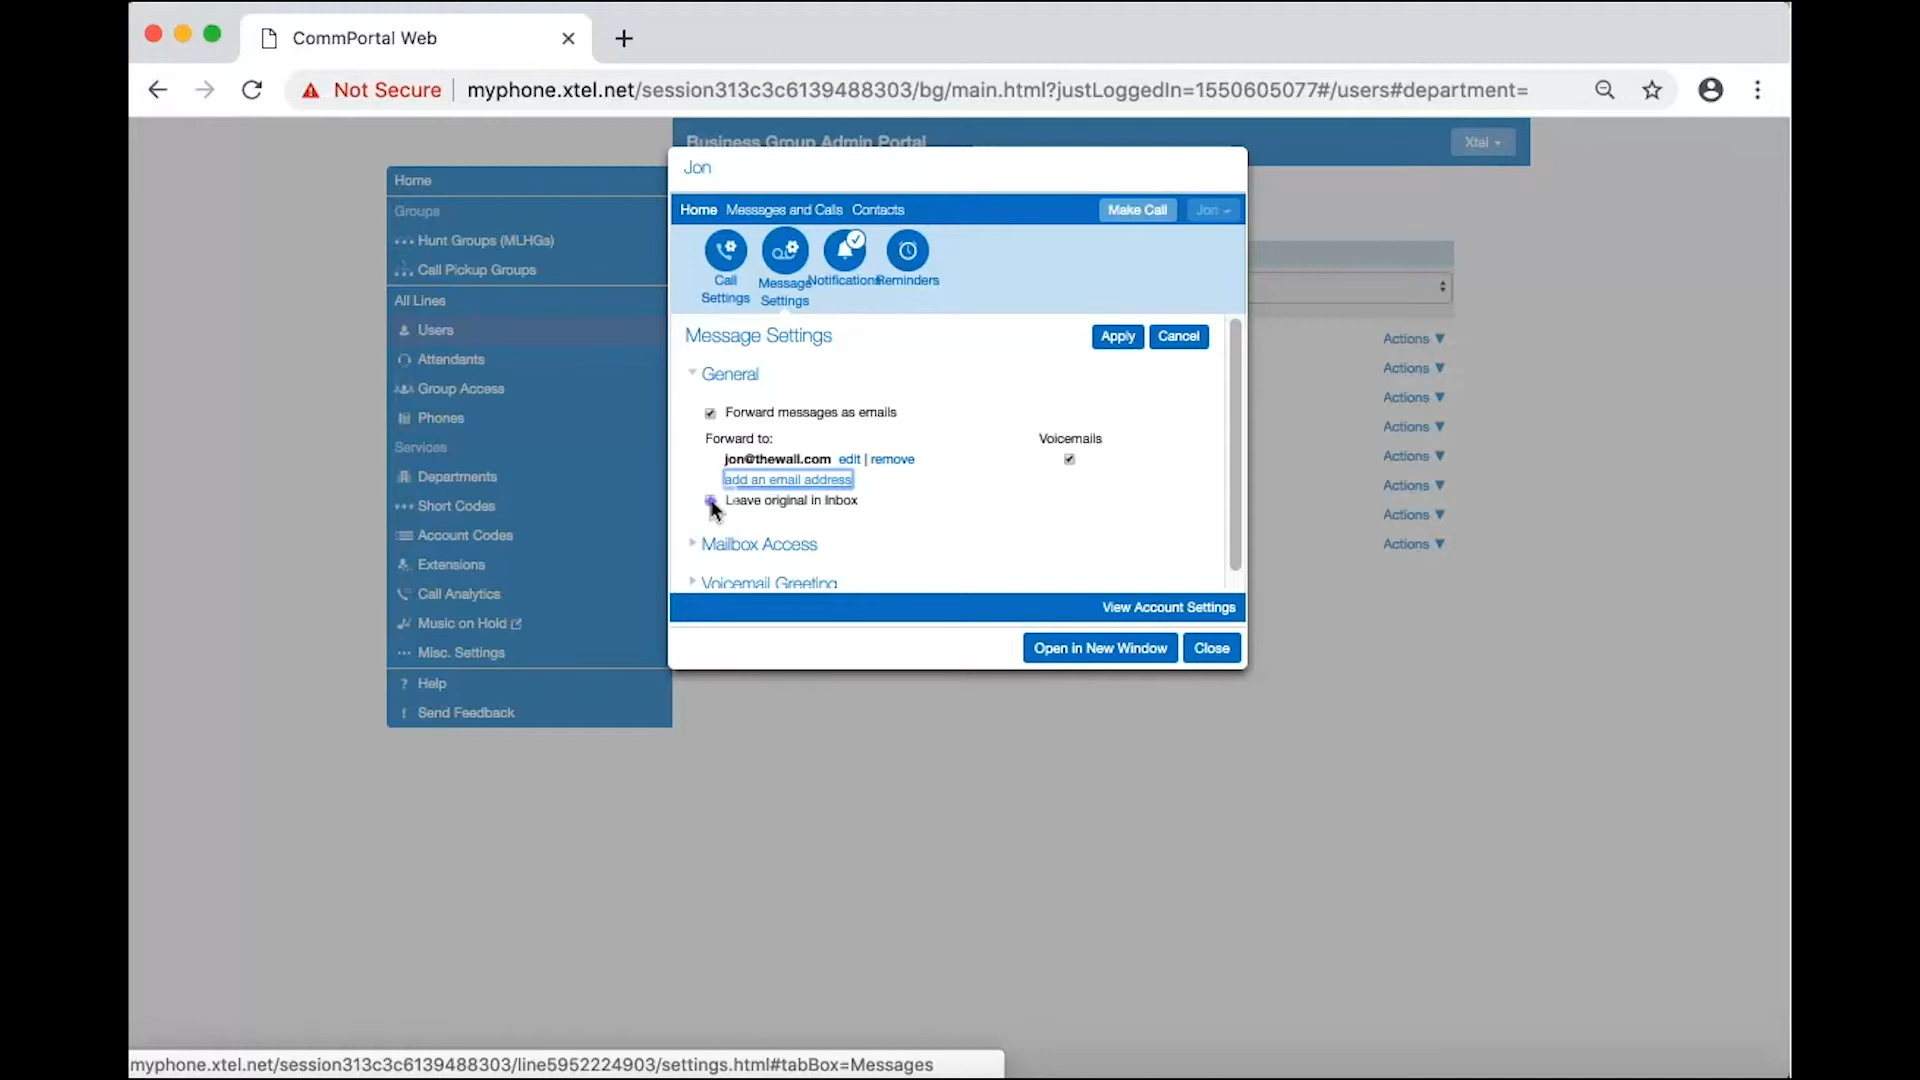 CommPortal Web
Not Secure
myphone.xtel.net/session313c3c6139488303/bg/main.html?justLoggedIn=1550605077#/users#department=
Business Group Admin Portal
Xtel
Home
Groups
Hunt Groups (MLHGs)
Call Pickup Groups
All Lines
Users
Attendants
Group Access
Phones
Services
Departments
Short Codes
Account Codes
Extensions
Call Analytics
Music on Hold
Misc. Settings
? Help
! Send Feedback
Jon
Home Messages and Calls Contacts
Make Call
Jon
Call Settings
Message Settings
Notifications
Reminders
Message Settings
Apply
Cancel
General
Forward messages as emails
Forward to:
Voicemails
jon@thewall.com edit | remove
add an email address
Leave original in Inbox
Mailbox Access
Voicemail Greeting
View Account Settings
Open in New Window
Close
Actions ▼
Actions ▼
Actions ▼
Actions ▼
Actions ▼
Actions ▼
Actions ▼
Actions ▼
myphone.xtel.net/session313c3c6139488303/line5952224903/settings.html#tabBox=Messages